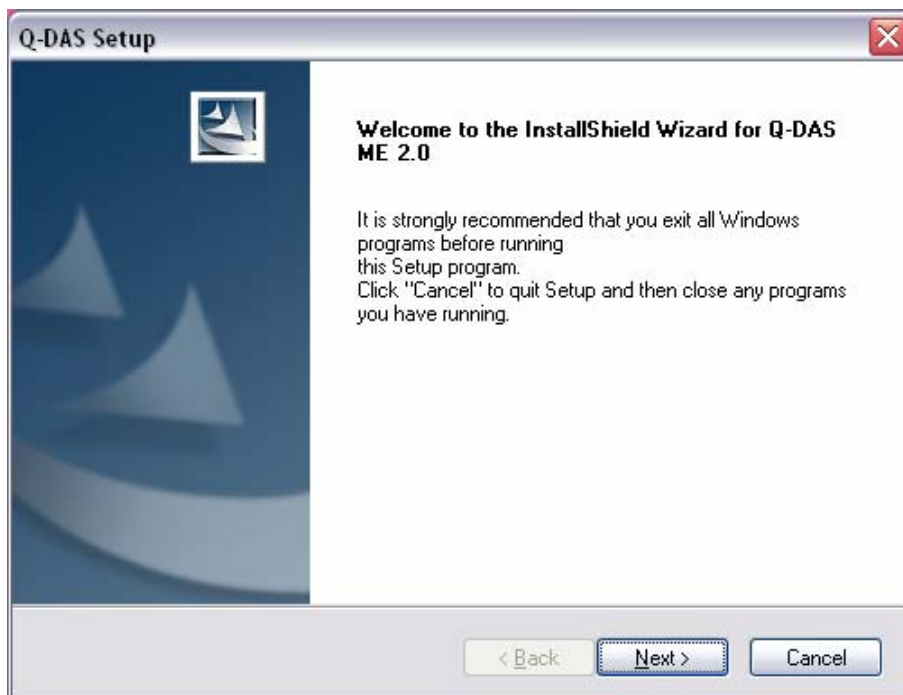 Q-DAS Setup
Welcome to the InstallShield Wizard for Q-DAS
ME 2.0
It is strongly recommended that you exit all Windows
programs before running
this Setup program.
Click "Cancel" to quit Setup and then close any programs
you have running.
< Back
Next >
Cancel